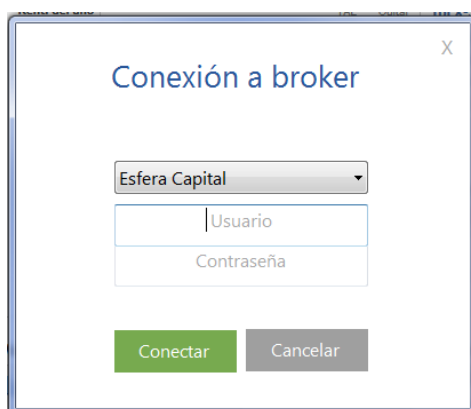 X
Conexión a broker
Esfera Capital
Usuario
Contraseña
Conectar Cancelar